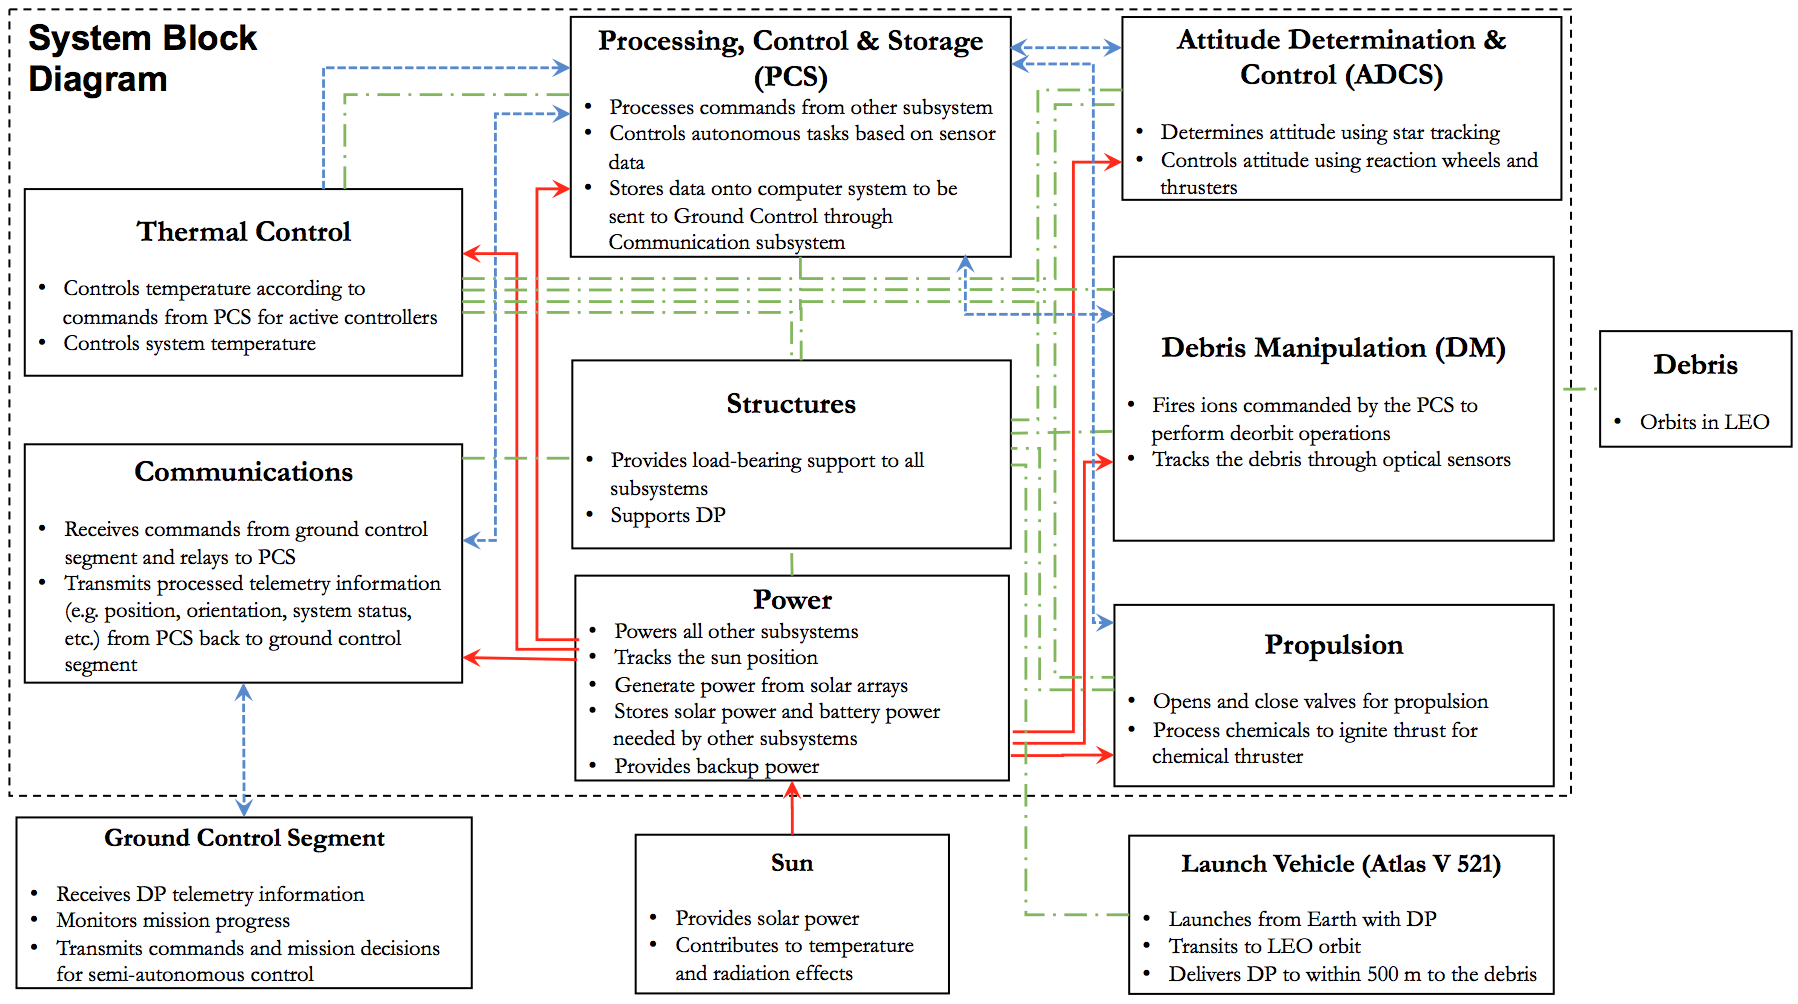 System Block
Diagram
Processing, Control & Storage
(PCS)
• Processes commands from other subsystem
• Controls autonomous tasks based on sensor
data
• Stores data onto computer system to be
sent to Ground Control through
Communication subsystem
Attitude Determination &
Control (ADCS)
• Determines attitude using star tracking
• Controls attitude using reaction wheels and
thrusters
Thermal Control
• Controls temperature according to
commands from PCS for active controllers
• Controls system temperature
Structures
• Provides load-bearing support to all
subsystems
• Supports DP
Debris Manipulation (DM)
• Fires ions commanded by the PCS to
perform deorbit operations
• Tracks the debris through optical sensors
Debris
• Orbits in LEO
Communications
• Receives commands from ground control
segment and relays to PCS
• Transmits processed telemetry information
(e.g. position, orientation, system status,
etc.) from PCS back to ground control
segment
Power
• Powers all other subsystems
• Tracks the sun position
• Generate power from solar arrays
• Stores solar power and battery power
needed by other subsystems
• Provides backup power
Propulsion
• Opens and close valves for propulsion
• Process chemicals to ignite thrust for
chemical thruster
Ground Control Segment
• Receives DP telemetry information
• Monitors mission progress
• Transmits commands and mission decisions
for semi-autonomous control
Sun
• Provides solar power
• Contributes to temperature
and radiation effects
Launch Vehicle (Atlas V 521)
• Launches from Earth with DP
• Transits to LEO orbit
• Delivers DP to within 500 m to the debris